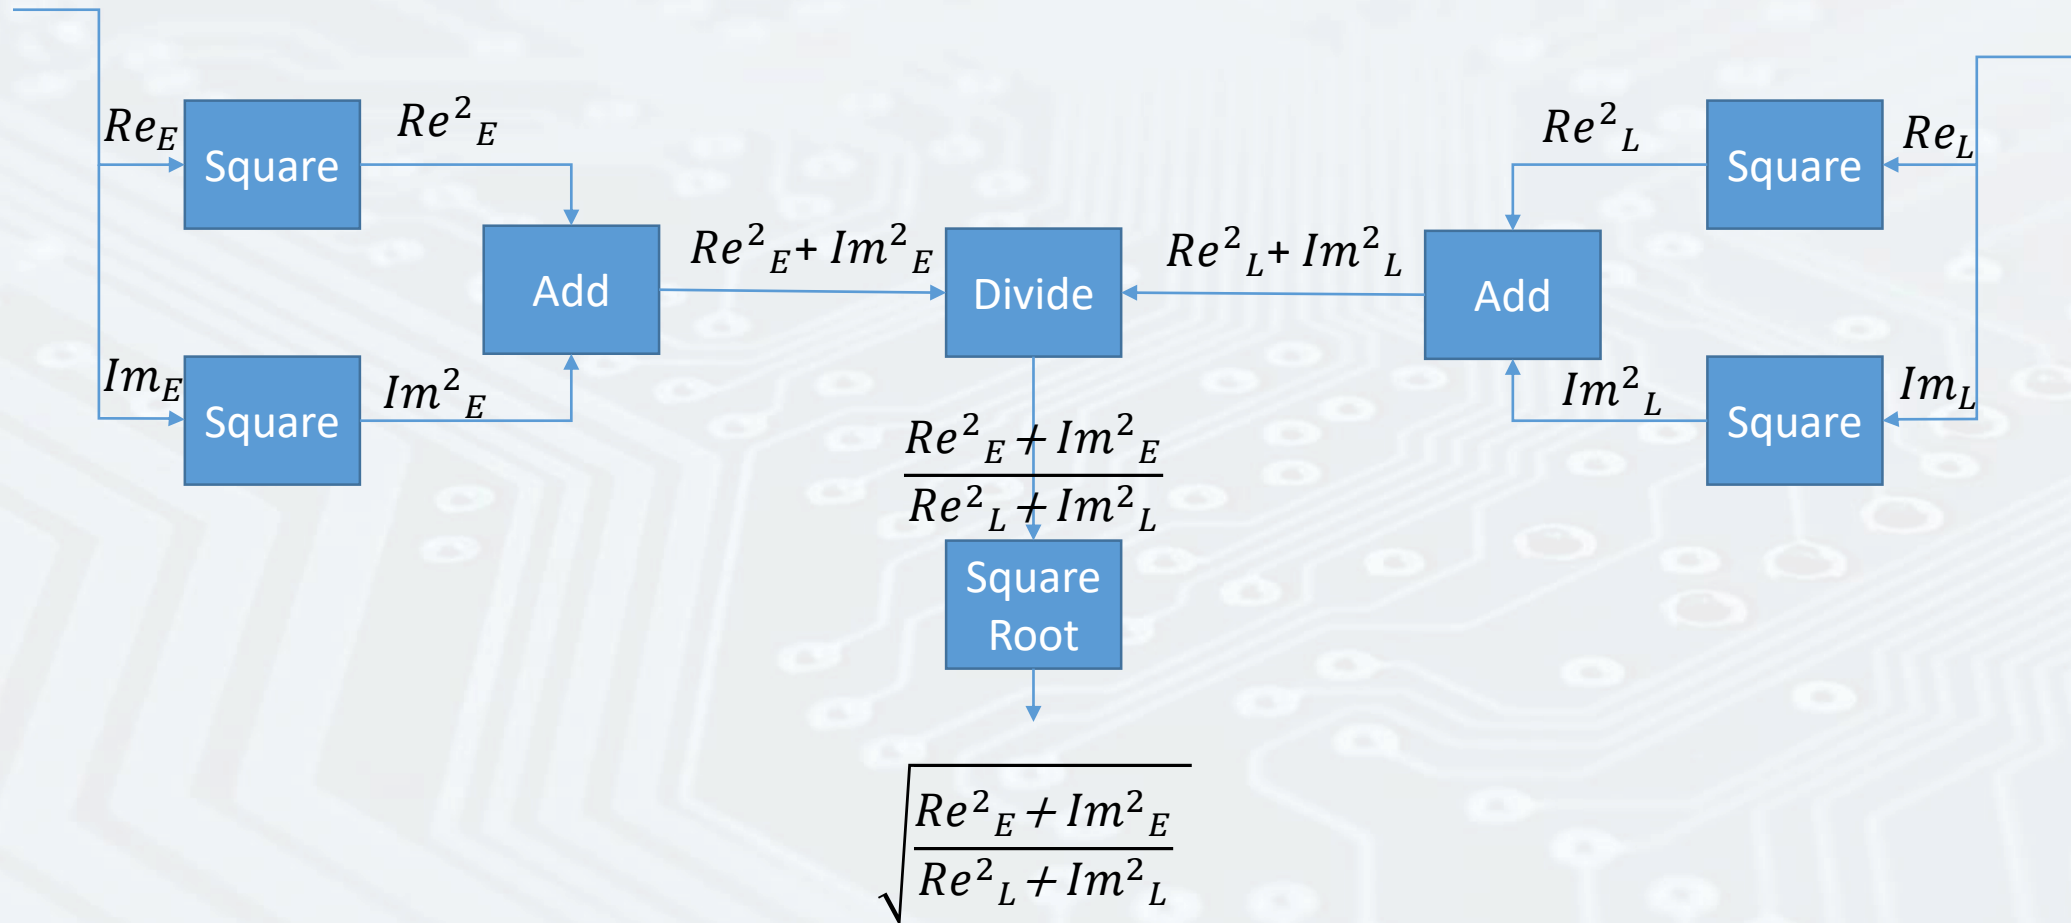 Re_E
Square
Re²_E
Re²_L
Square
Re_L
Add
Re²_E + Im²_E
Divide
Re²_L + Im²_L
Add
Im_E
Square
Im²_E
Im²_L
Square
Im_L
Re²_E + Im²_E
Re²_L + Im²_L
Square
Root
√
Re²_E + Im²_E
Re²_L + Im²_L